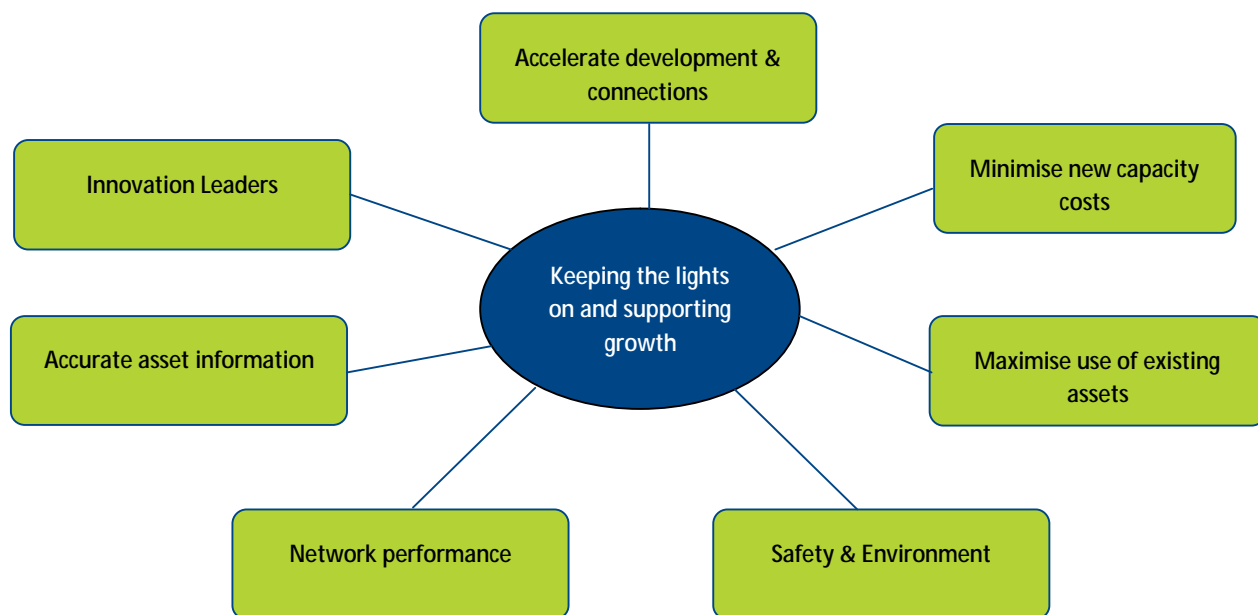 Accelerate development &
connections
Innovation Leaders
Minimise new capacity
costs
Keeping the lights
on and supporting
growth
Accurate asset information
Maximise use of existing
assets
Network performance
Safety & Environment